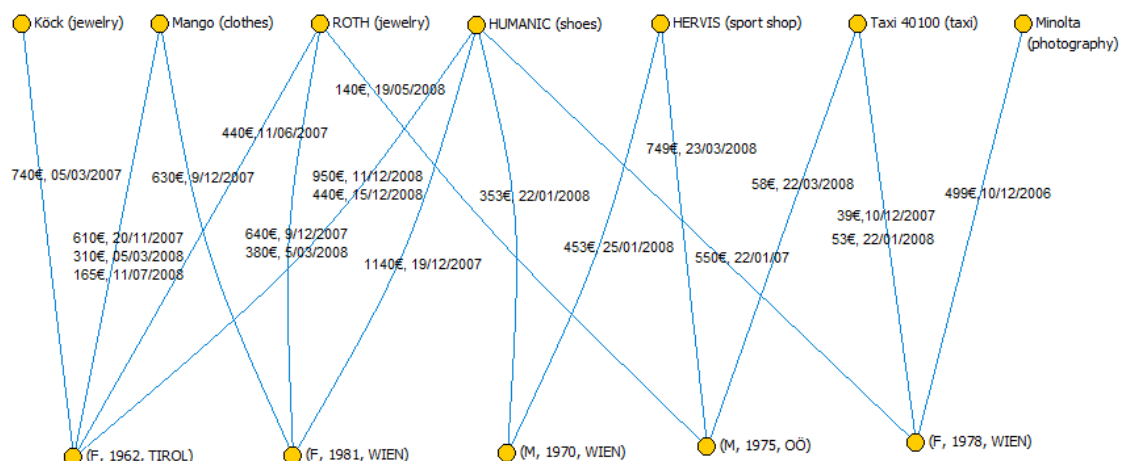 Köck (jewelry)
Mango (clothes)
ROTH (jewelry)
HUMANIC (shoes)
HERVIS (sport shop)
Taxi 40100 (taxi)
Minolta
(photography)
140€, 19/05/2008
440€, 11/06/2007
749€, 23/03/2008
740€, 05/03/2007
630€, 9/12/2007
950€, 11/12/2008
440€, 15/12/2008
353€, 22/01/2008
58€, 22/03/2008
499€,10/12/2006
39€,10/12/2007
53€, 22/01/2008
610€, 20/11/2007
310€, 05/03/2008
165€, 11/07/2008
640€, 9/12/2007
380€, 5/03/2008
1140€, 19/12/2007
453€, 25/01/2008
550€, 22/01/07
(F, 1962, TIROL)
(F, 1981, WIEN)
(M, 1970, WIEN)
(M, 1975, OÖ)
(F, 1978, WIEN)